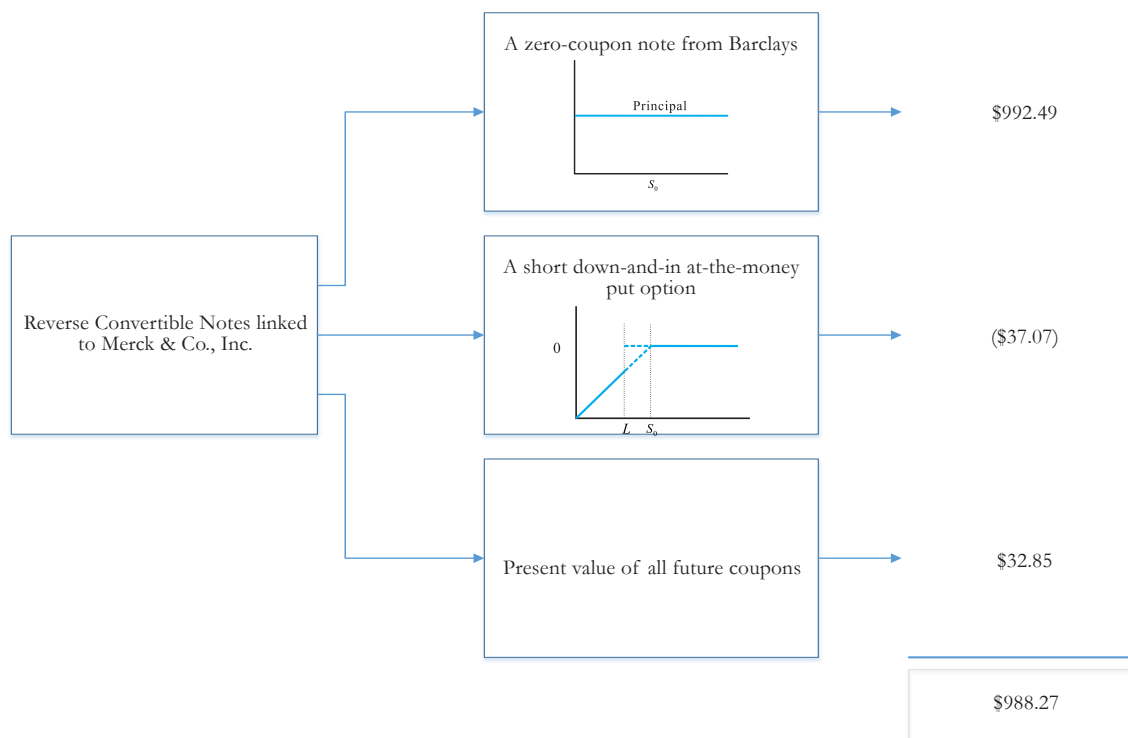 A zero-coupon note from Barclays
Principal
S₀
$992.49
Reverse Convertible Notes linked
to Merck & Co., Inc.
A short down-and-in at-the-money
put option
0
L S₀
($37.07)
Present value of all future coupons
$32.85
$988.27